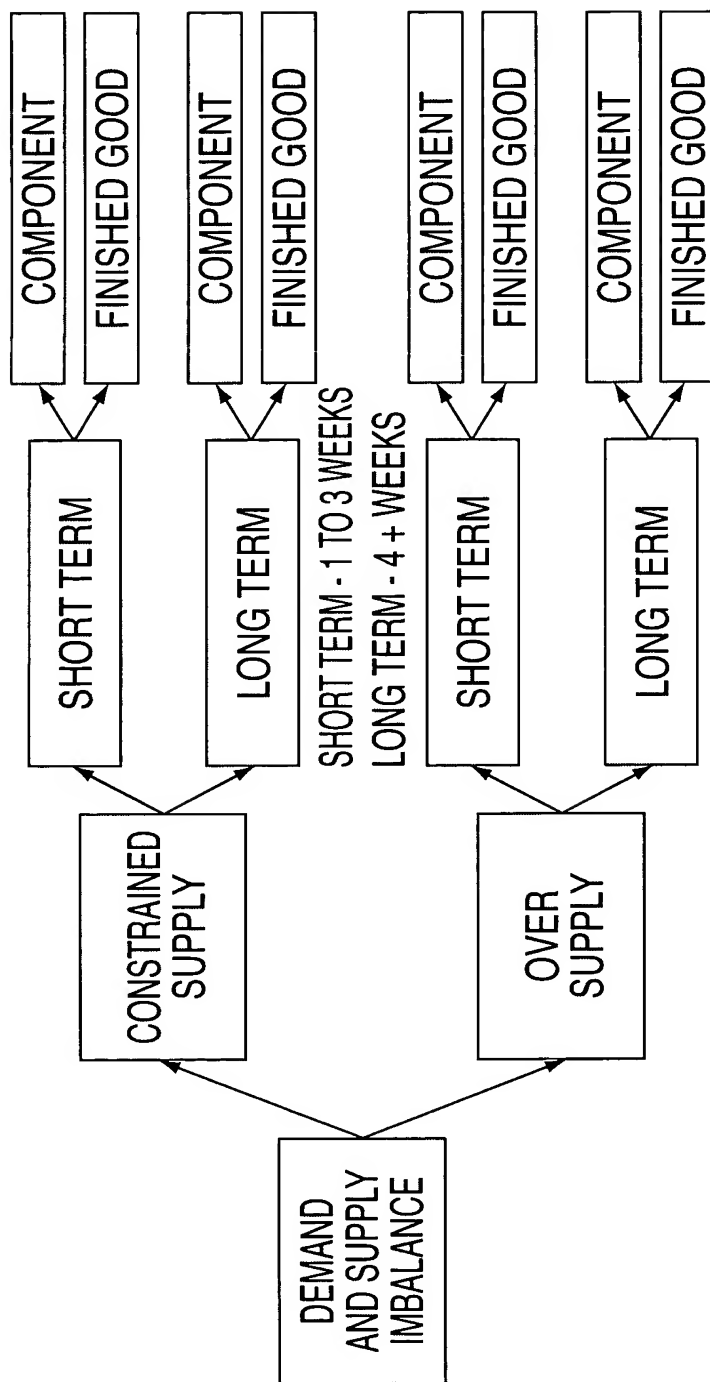 DEMAND
AND SUPPLY
IMBALANCE
CONSTRAINED
SUPPLY
OVER
SUPPLY
SHORT TERM
LONG TERM
SHORT TERM - 1 TO 3 WEEKS
LONG TERM - 4 + WEEKS
SHORT TERM
LONG TERM
COMPONENT
FINISHED GOOD
COMPONENT
FINISHED GOOD
COMPONENT
FINISHED GOOD
COMPONENT
FINISHED GOOD